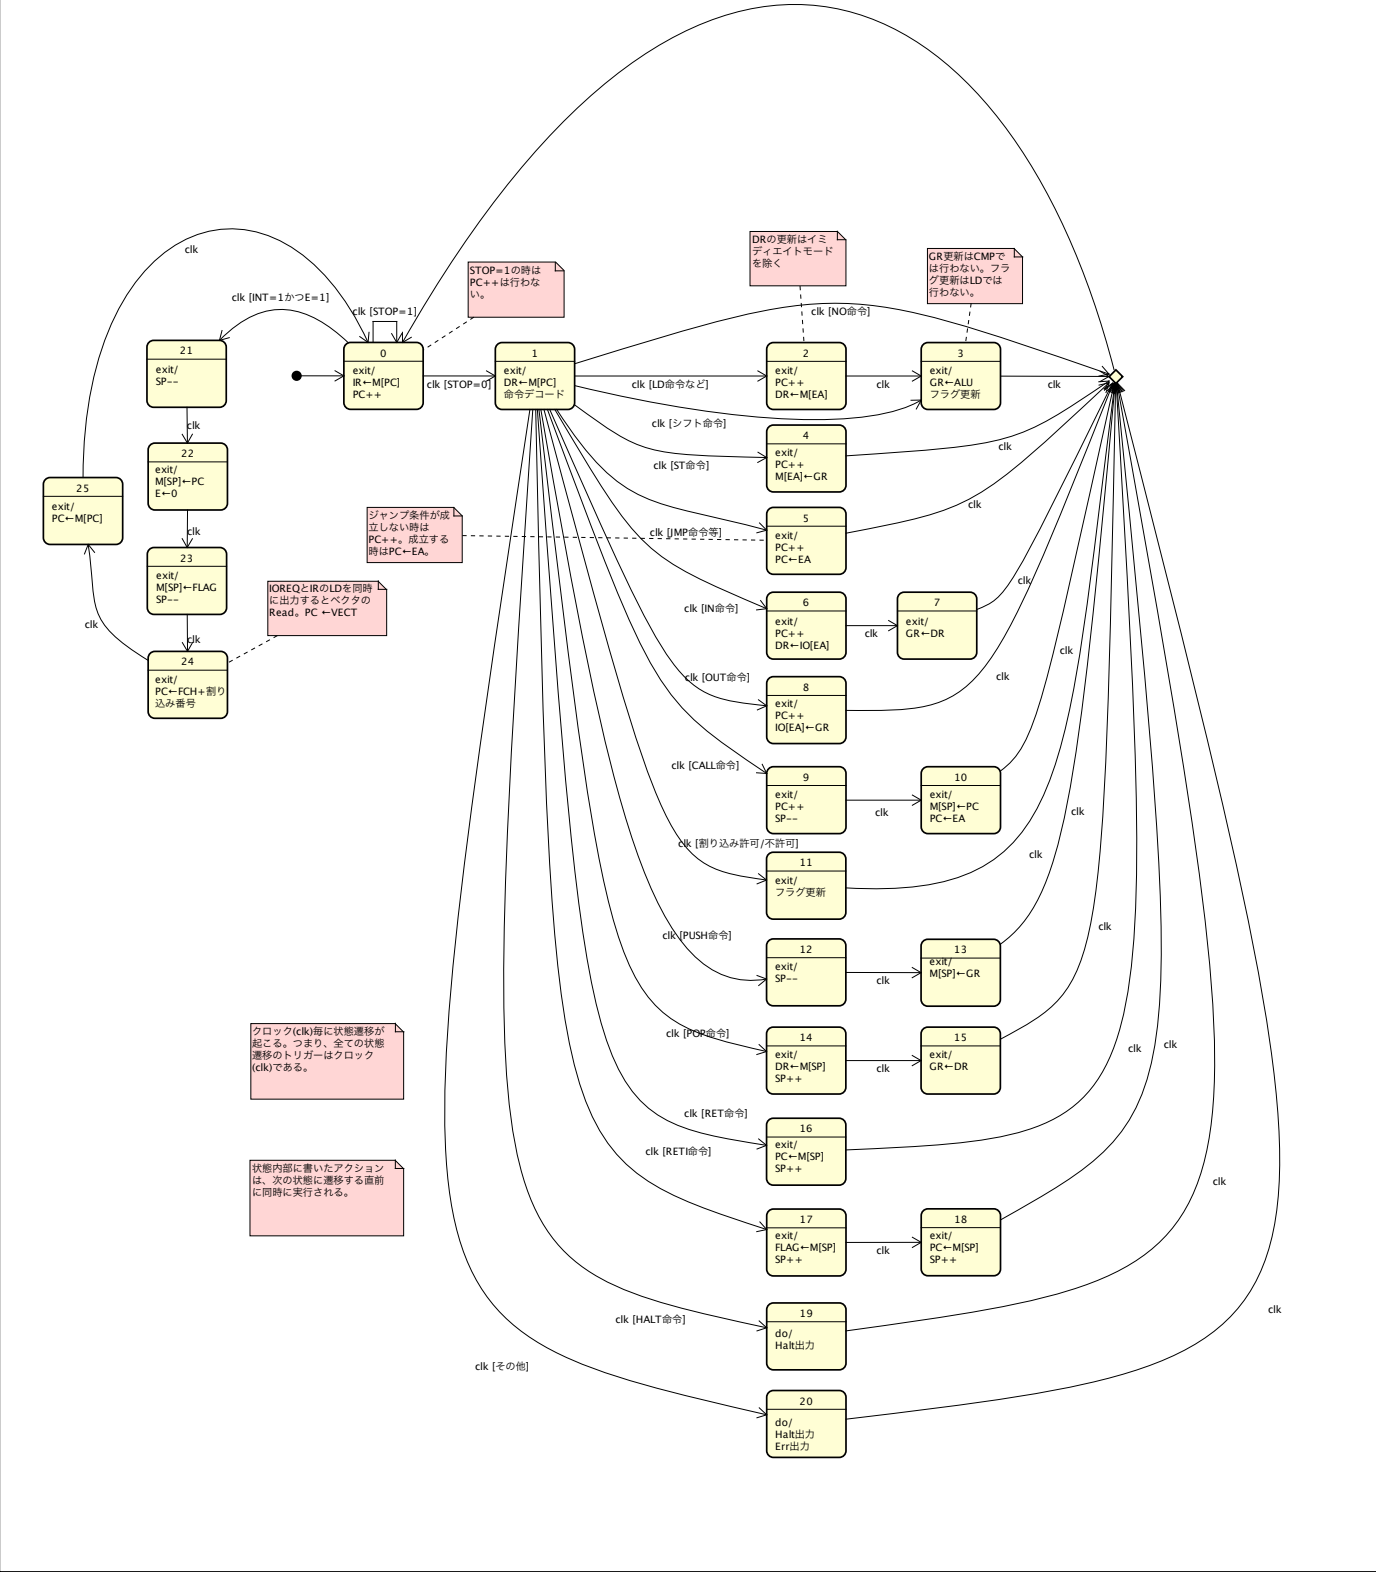 clk
clk [INT=1かつE=1]
clk [STOP=1]
STOP=1の時は
PC++は行わな
い。
DRの更新はイミ
ディエイトモード
を除く
GR更新はCMPで
は行わない。フラ
グ更新はLDでは
行わない。
clk [NO命令]
21
exit/
SP--
0
exit/
IR←M[PC]
PC++
clk [STOP=0]
1
exit/
DR←M[PC]
命令デコード
clk [LD命令など]
2
exit/
PC++
DR←M[EA]
clk
3
exit/
GR←ALU
フラグ更新
clk
clk
clk [シフト命令]
22
exit/
M[SP]←PC
E←0
clk [ST命令]
4
exit/
PC++
M[EA]←GR
clk
25
exit/
PC←M[PC]
clk
ジャンプ条件が成
立しない時は
PC++。成立する
時はPC←EA。
clk [JMP命令等]
5
exit/
PC++
PC←EA
clk
23
exit/
M[SP]←FLAG
SP--
IOREQとIRのLDを同時
に出力するとベクタの
Read。PC ←VECT
clk
clk
24
exit/
PC←FCH+割り
込み番号
clk [IN命令]
6
exit/
PC++
DR←IO[EA]
clk
7
exit/
GR←DR
clk
clk [OUT命令]
8
exit/
PC++
IO[EA]←GR
clk
clk
clk [CALL命令]
9
exit/
PC++
SP--
clk
10
exit/
M[SP]←PC
PC←EA
clk
clk [割り込み許可/不許可]
11
exit/
フラグ更新
clk
clk [PUSH命令]
12
exit/
SP--
clk
13
exit/
M[SP]←GR
clk
クロック(clk)毎に状態遷移が
起こる。つまり、全ての状態
遷移のトリガーはクロック
(clk)である。
clk [POP命令]
14
exit/
DR←M[SP]
SP++
clk
15
exit/
GR←DR
clk
clk
clk [RET命令]
16
exit/
PC←M[SP]
SP++
状態内部に書いたアクション
は、次の状態に遷移する直前
に同時に実行される。
clk [RETI命令]
17
exit/
FLAG←M[SP]
SP++
clk
18
exit/
PC←M[SP]
SP++
clk
clk [HALT命令]
19
do/
Halt出力
clk
clk [その他]
20
do/
Halt出力
Err出力